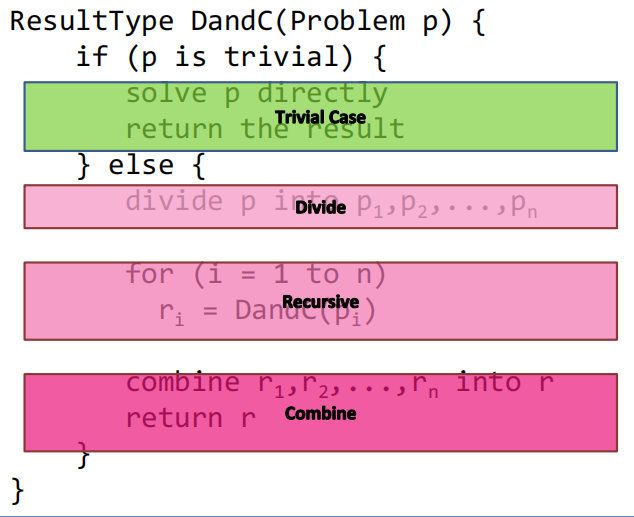 ResultType DandC(Problem p) {
if (p is trivial) {
solve p directly
Trivial Case
return the result
} else {
divide p into p₁,p₂,...,pₙ
Divide
for (i = 1 to n)
Recursive
rᵢ = DandC(pᵢ)
combine r₁,r₂,...,rₙ into r
Combine
return r
}
}